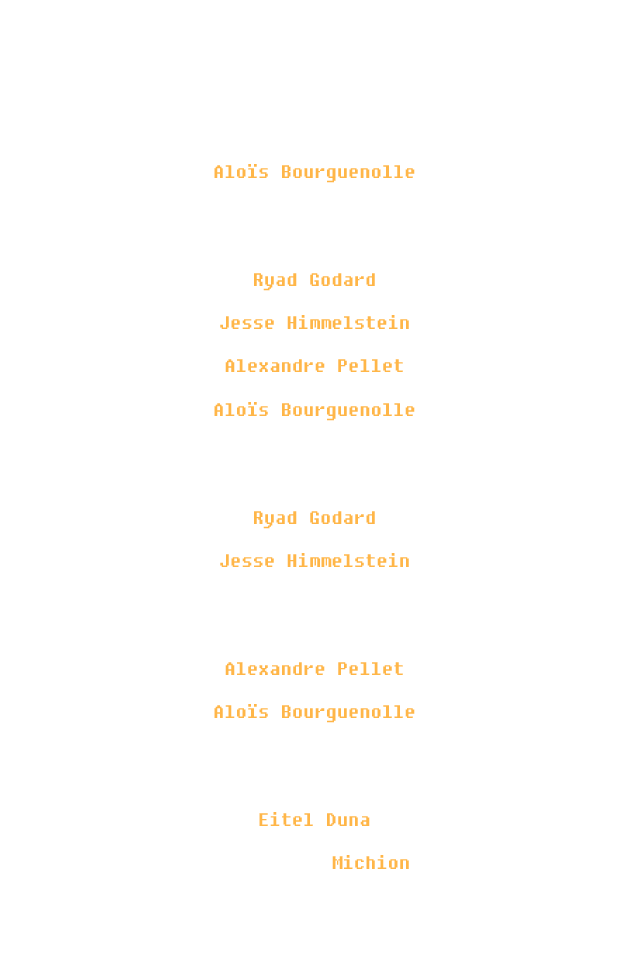 Aloïs Bourguenolle
Ryad Godard
Jesse Himmelstein
Alexandre Pellet
Aloïs Bourguenolle
Ryad Godard
Jesse Himmelstein
Alexandre Pellet
Aloïs Bourguenolle
Eitel Duna
Michion